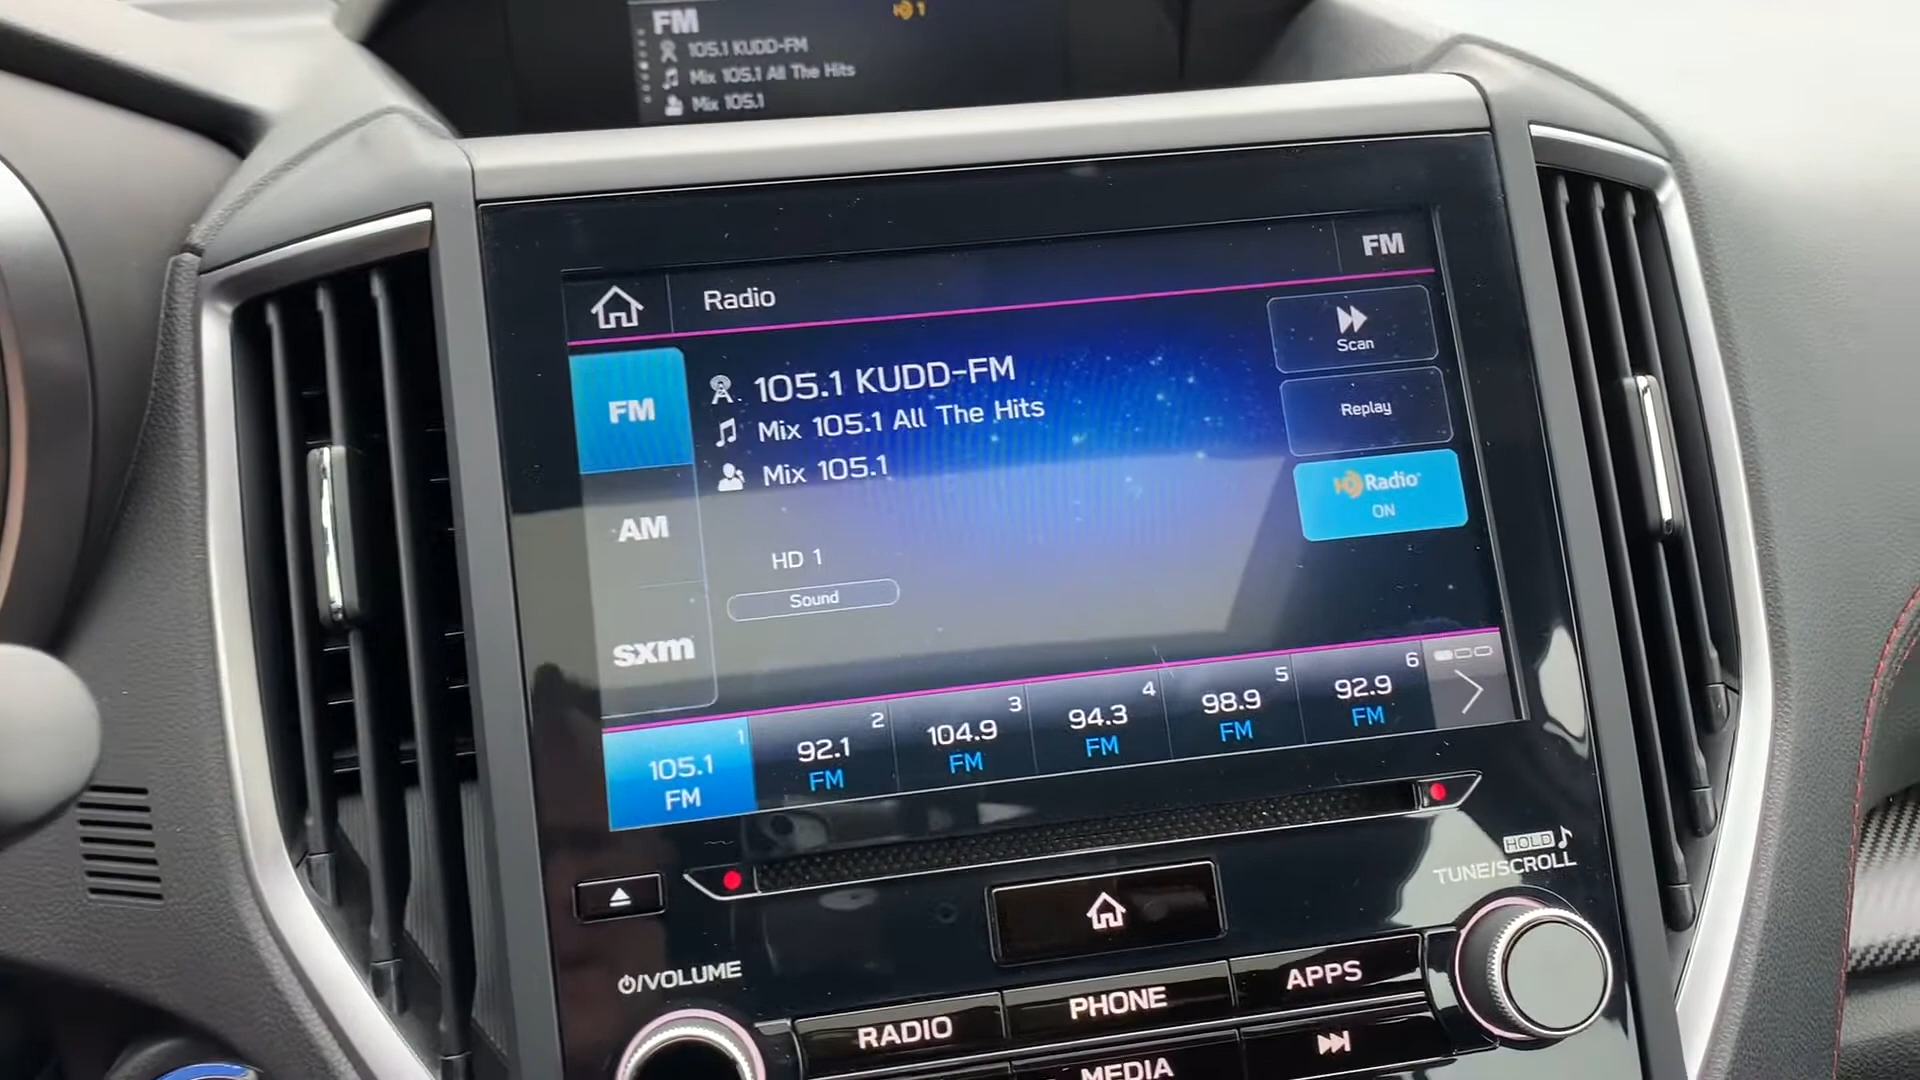 FM
HD 1
105.1 KUDD-FM
Mix 105.1 All The Hits
Mix 105.1
Radio
FM
FM
105.1 KUDD-FM
Mix 105.1 All The Hits
Mix 105.1
AM
sxm
HD 1
Sound
Scan
Replay
HD Radio
ON
1
105.1
FM
2
92.1
FM
3
104.9
FM
4
94.3
FM
5
98.9
FM
6
92.9
FM
HOLD
TUNE/SCROLL
/VOLUME
RADIO
PHONE
APPS
MEDIA